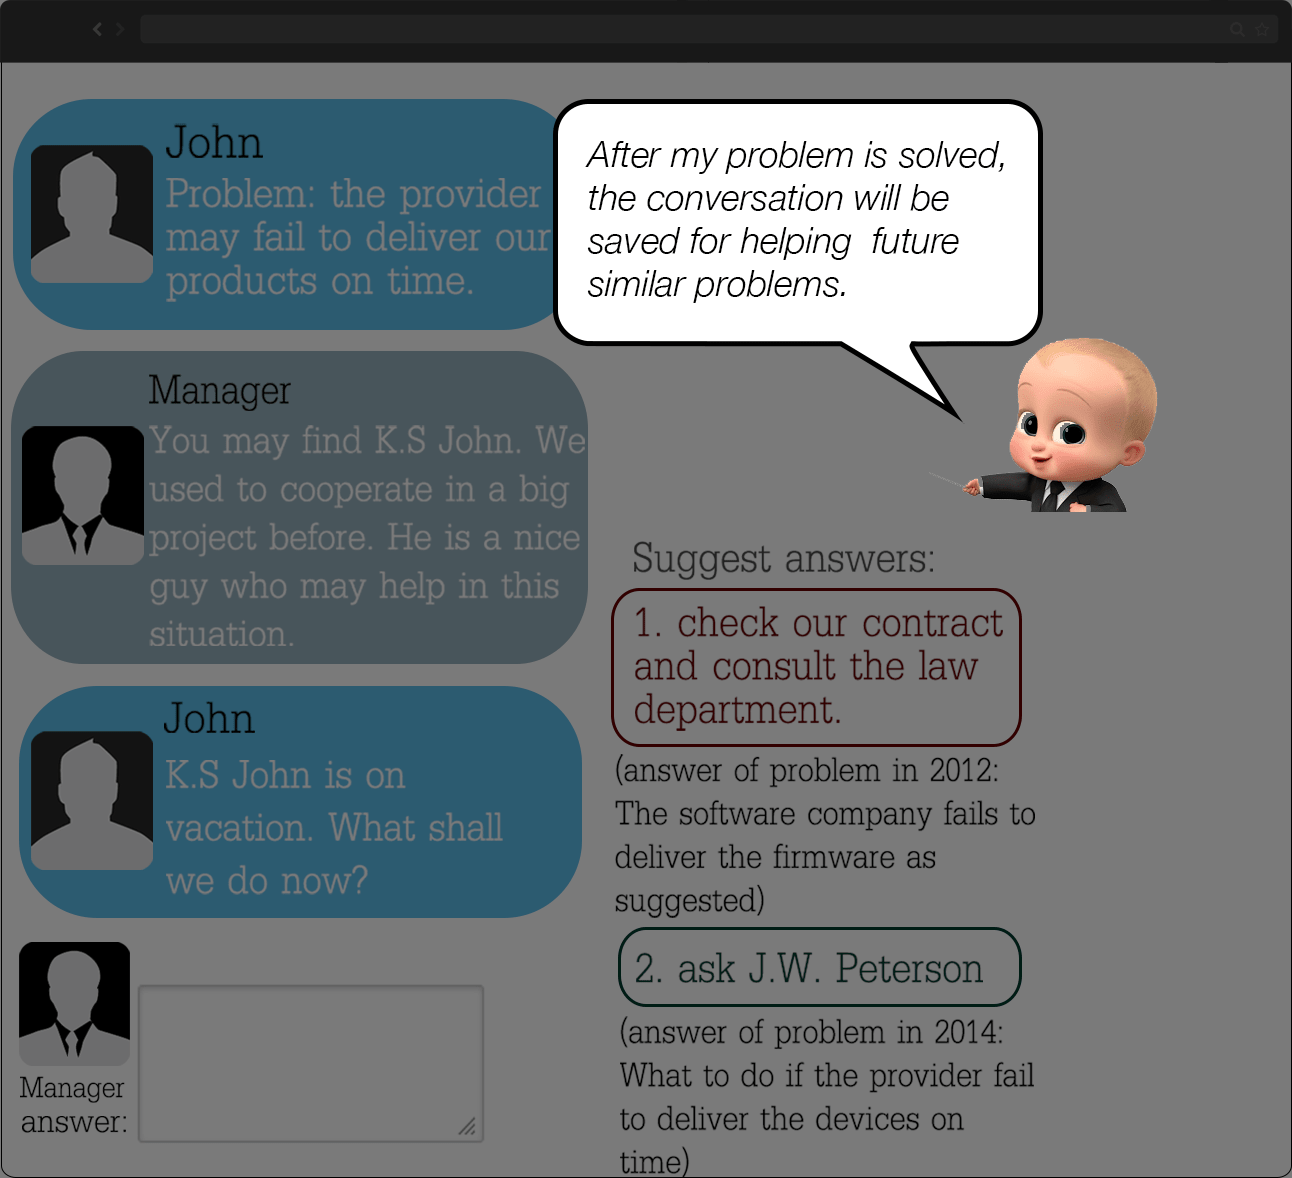 John
Problem: the provider
may fail to deliver our
products on time.
After my problem is solved,
the conversation will be
saved for helping  future
similar problems.
Manager
You may find K.S John. We
used to cooperate in a big
project before. He is a nice
guy who may help in this
situation.
John
K.S John is on
vacation. What shall
we do now?
Manager
answer:
Suggest answers:
1. check our contract
and consult the law
department.
(answer of problem in 2012:
The software company fails to
deliver the firmware as
suggested)
2. ask J.W. Peterson
(answer of problem in 2014:
What to do if the provider fail
to deliver the devices on
time)